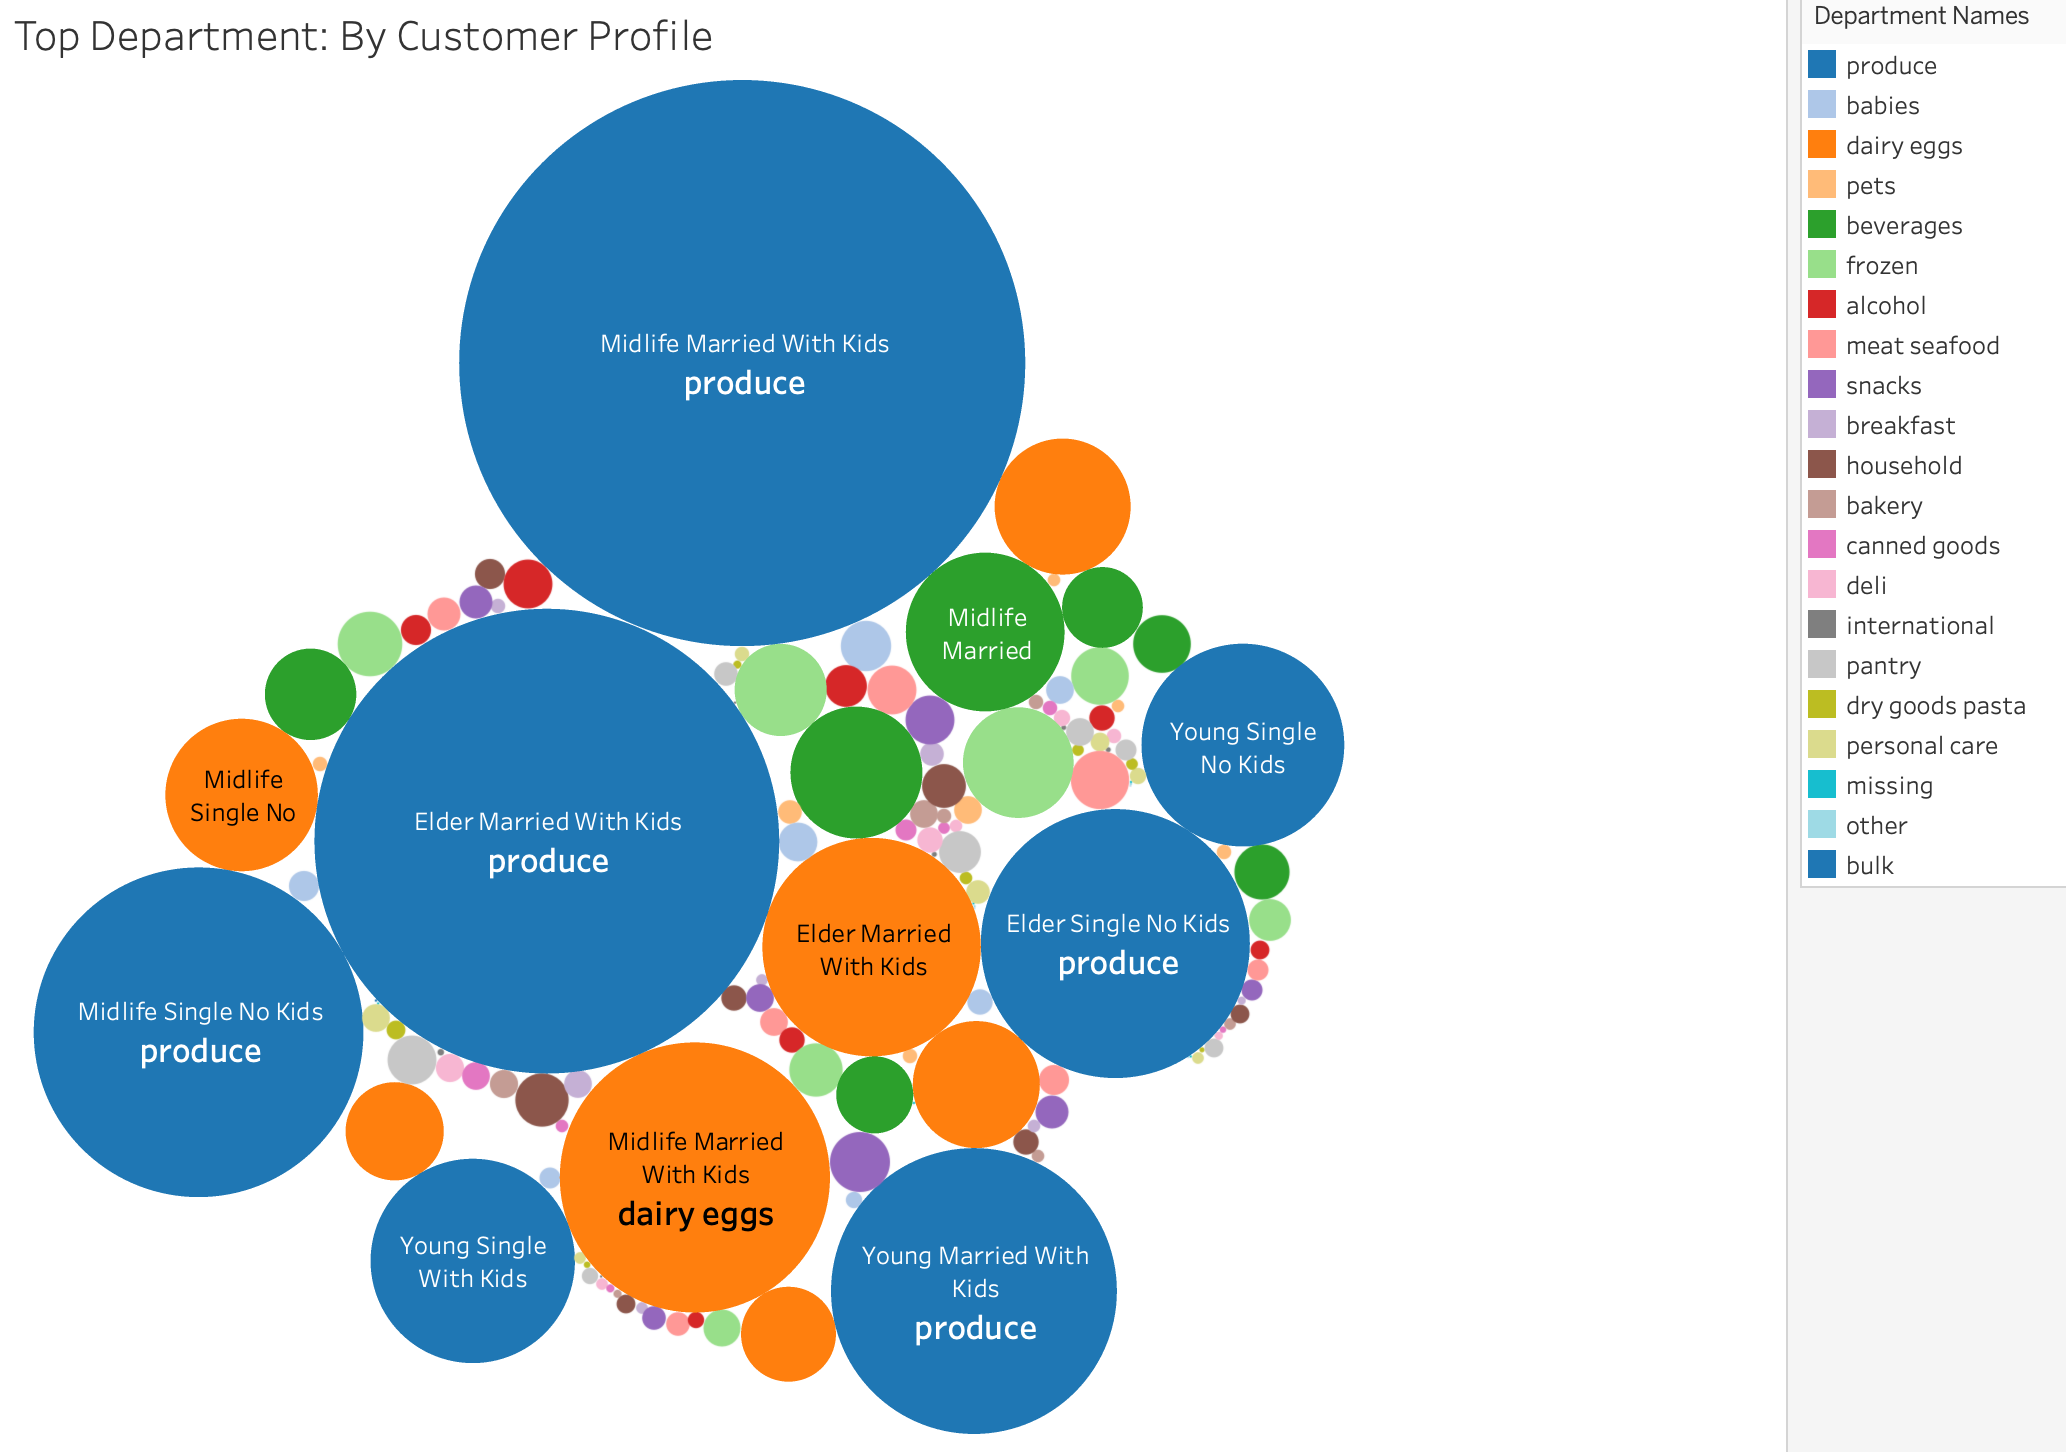 Top Department: By Customer Profile
Midlife Married With Kids
produce
Midlife
Married
Midlife
Single No
Elder Married With Kids
produce
Young Single
No Kids
Elder Married
With Kids
Elder Single No Kids
produce
Midlife Single No Kids
produce
Midlife Married
With Kids
dairy eggs
Young Single
With Kids
Young Married With
Kids
produce
Department Names
produce
babies
dairy eggs
pets
beverages
frozen
alcohol
meat seafood
snacks
breakfast
household
bakery
canned goods
deli
international
pantry
dry goods pasta
personal care
missing
other
bulk